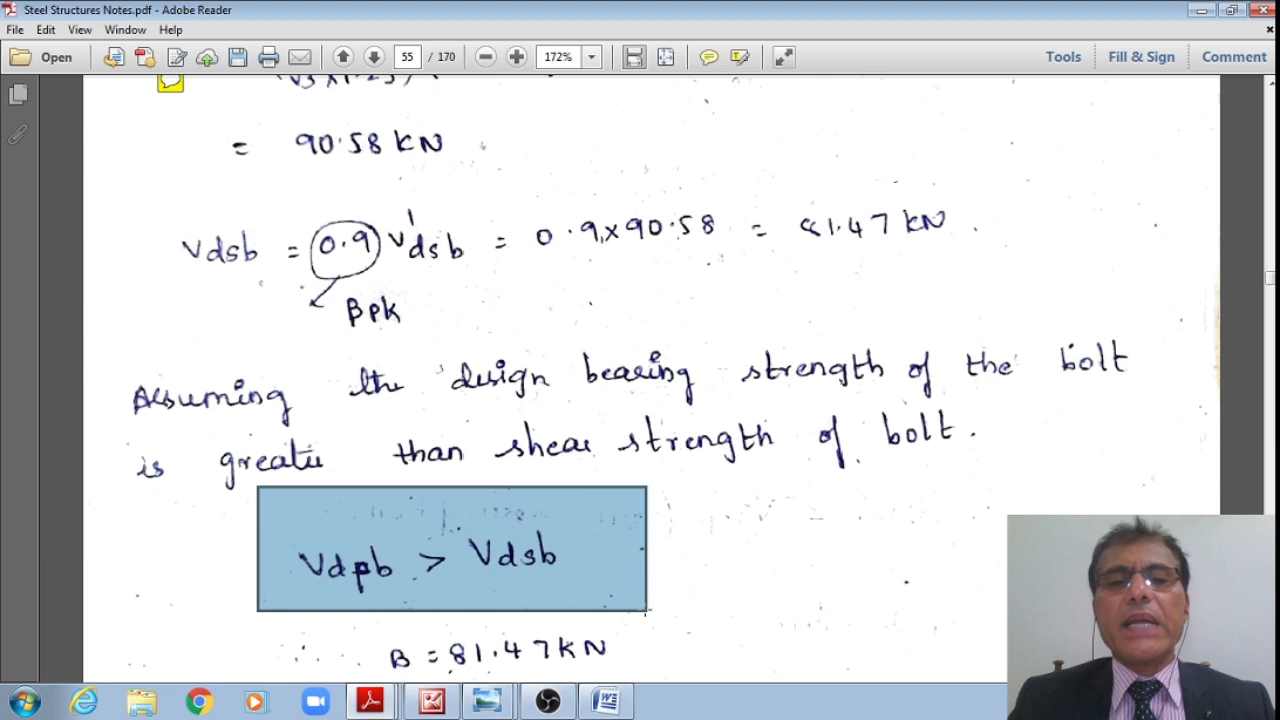 Steel Structures Notes.pdf - Adobe Reader
File Edit View Window Help
Open 55 / 170 172% Tools Fill & Sign Comment
= 90.58 KN
Vdsb = 0.9 V'dsb = 0.9 x 90.58 = 81.47 KN.
βpk
Assuming the design bearing strength of the bolt
is greater than shear strength of bolt.
Vdpb > Vdsb
B = 81.47 KN